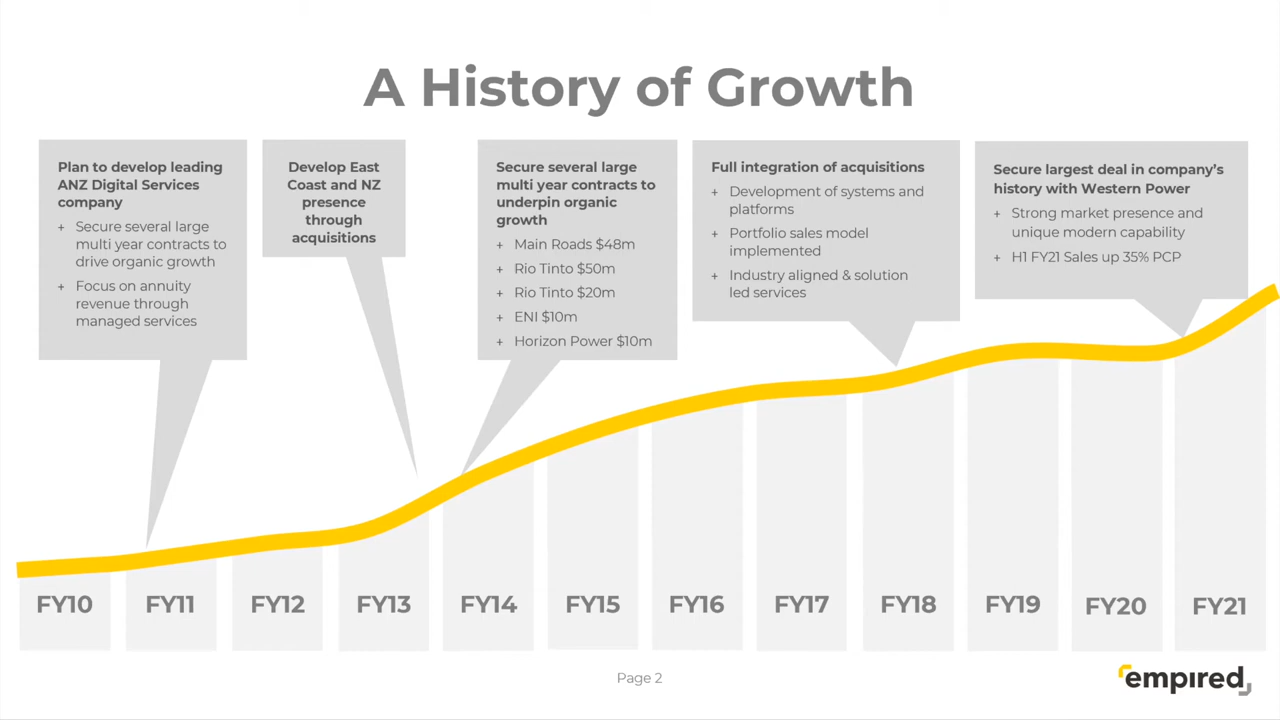 A History of Growth
Plan to develop leading
ANZ Digital Services
company
+ Secure several large
multi year contracts to
drive organic growth
+ Focus on annuity
revenue through
managed services
Develop East
Coast and NZ
presence
through
acquisitions
Secure several large
multi year contracts to
underpin organic
growth
+ Main Roads $48m
+ Rio Tinto $50m
+ Rio Tinto $20m
+ ENI $10m
+ Horizon Power $10m
Full integration of acquisitions
+ Development of systems and
platforms
+ Portfolio sales model
implemented
+ Industry aligned & solution
led services
Secure largest deal in company's
history with Western Power
+ Strong market presence and
unique modern capability
+ H1 FY21 Sales up 35% PCP
FY10
FY11
FY12
FY13
FY14
FY15
FY16
FY17
FY18
FY19
FY20
FY21
Page 2
empired